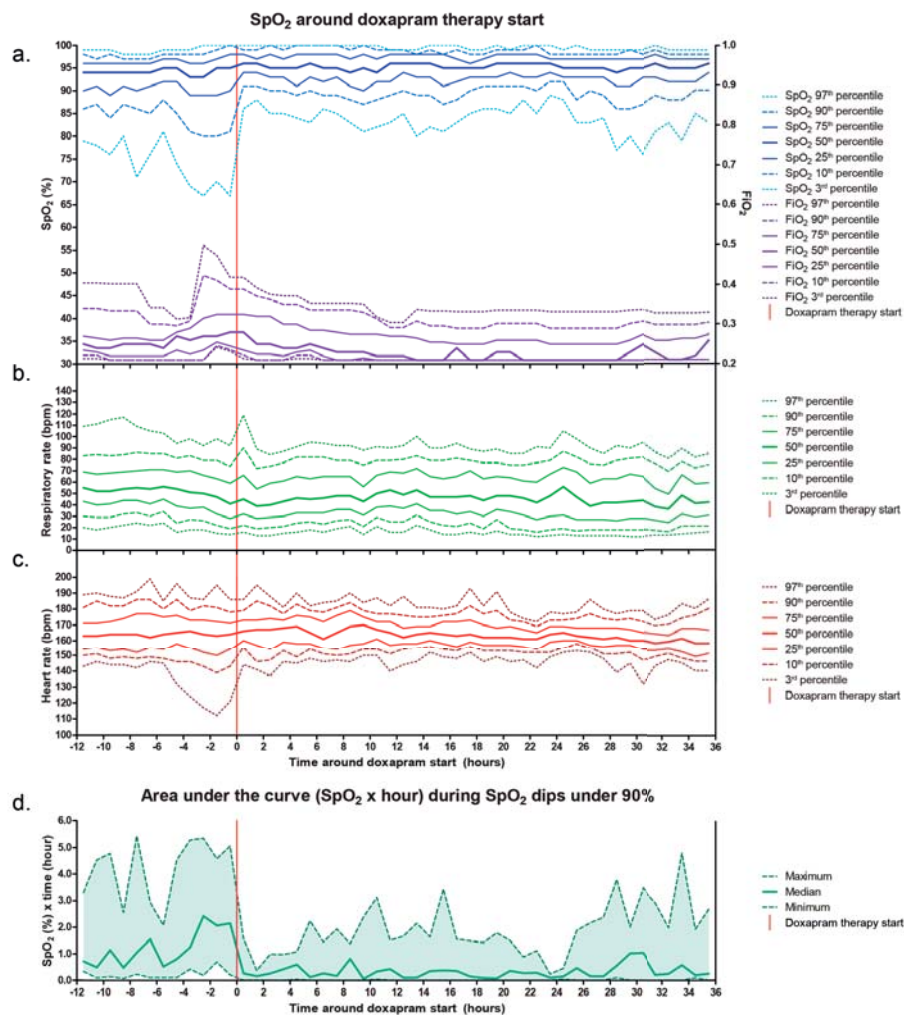 SpO₂ around doxapram therapy start
a.
100
95
90
85
80
75
70
65
60
55
50
45
40
35
30
SpO₂ (%)
1.0
0.9
0.8
0.7
0.6
0.5
0.4
0.3
0.2
FiO₂
SpO₂ 97th percentile
SpO₂ 90th percentile
SpO₂ 75th percentile
SpO₂ 50th percentile
SpO₂ 25th percentile
SpO₂ 10th percentile
SpO₂ 3rd percentile
FiO₂ 97th percentile
FiO₂ 90th percentile
FiO₂ 75th percentile
FiO₂ 50th percentile
FiO₂ 25th percentile
FiO₂ 10th percentile
FiO₂ 3rd percentile
Doxapram therapy start
b.
140
130
120
110
100
90
80
70
60
50
40
30
20
10
0
Respiratory rate (bpm)
97th percentile
90th percentile
75th percentile
50th percentile
25th percentile
10th percentile
3rd percentile
Doxapram therapy start
c.
200
190
180
170
160
150
140
130
120
110
100
Heart rate (bpm)
97th percentile
90th percentile
75th percentile
50th percentile
25th percentile
10th percentile
3rd percentile
Doxapram therapy start
-12 -10 -8 -6 -4 -2 0 2 4 6 8 10 12 14 16 18 20 22 24 26 28 30 32 34 36
Time around doxapram start (hours)
Area under the curve (SpO₂ x hour) during SpO₂ dips under 90%
d.
6.0
5.0
4.0
3.0
2.0
1.0
0.0
SpO₂ (%) x time (hour)
Maximum
Median
Minimum
Doxapram therapy start
-12 -10 -8 -6 -4 -2 0 2 4 6 8 10 12 14 16 18 20 22 24 26 28 30 32 34 36
Time around doxapram start (hours)